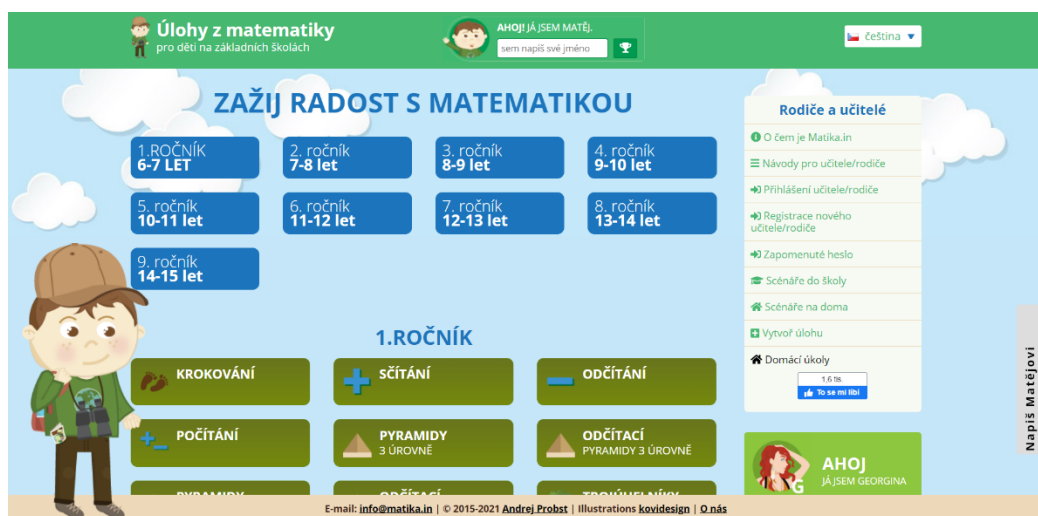 Úlohy z matematiky
pro děti na základních školách
AHOJ! JÁ JSEM MATĚJ.
sem napiš své jméno
čeština
ZAŽIJ RADOST S MATEMATIKOU
1.ROČNÍK
6-7 LET
2. ročník
7-8 let
3. ročník
8-9 let
4. ročník
9-10 let
5. ročník
10-11 let
6. ročník
11-12 let
7. ročník
12-13 let
8. ročník
13-14 let
9. ročník
14-15 let
1.ROČNÍK
KROKOVÁNÍ
SČÍTÁNÍ
ODČÍTÁNÍ
POČÍTÁNÍ
PYRAMIDY
3 ÚROVNĚ
ODČÍTACÍ
PYRAMIDY 3 ÚROVNĚ
PYRAMIDY
ODČÍTACÍ
TROJÚHELNÍKY
Rodiče a učitelé
O čem je Matika.in
Návody pro učitele/rodiče
Přihlášení učitele/rodiče
Registrace nového
učitele/rodiče
Zapomenuté heslo
Scénáře do školy
Scénáře na doma
Vytvoř úlohu
Domácí úkoly
1,6 tis.
To se mi líbí
AHOJ
JÁ JSEM GEORGINA
G
Napiš Matějovi
E-mail: info@matika.in | © 2015-2021 Andrej Probst | Illustrations kovidesign | O nás